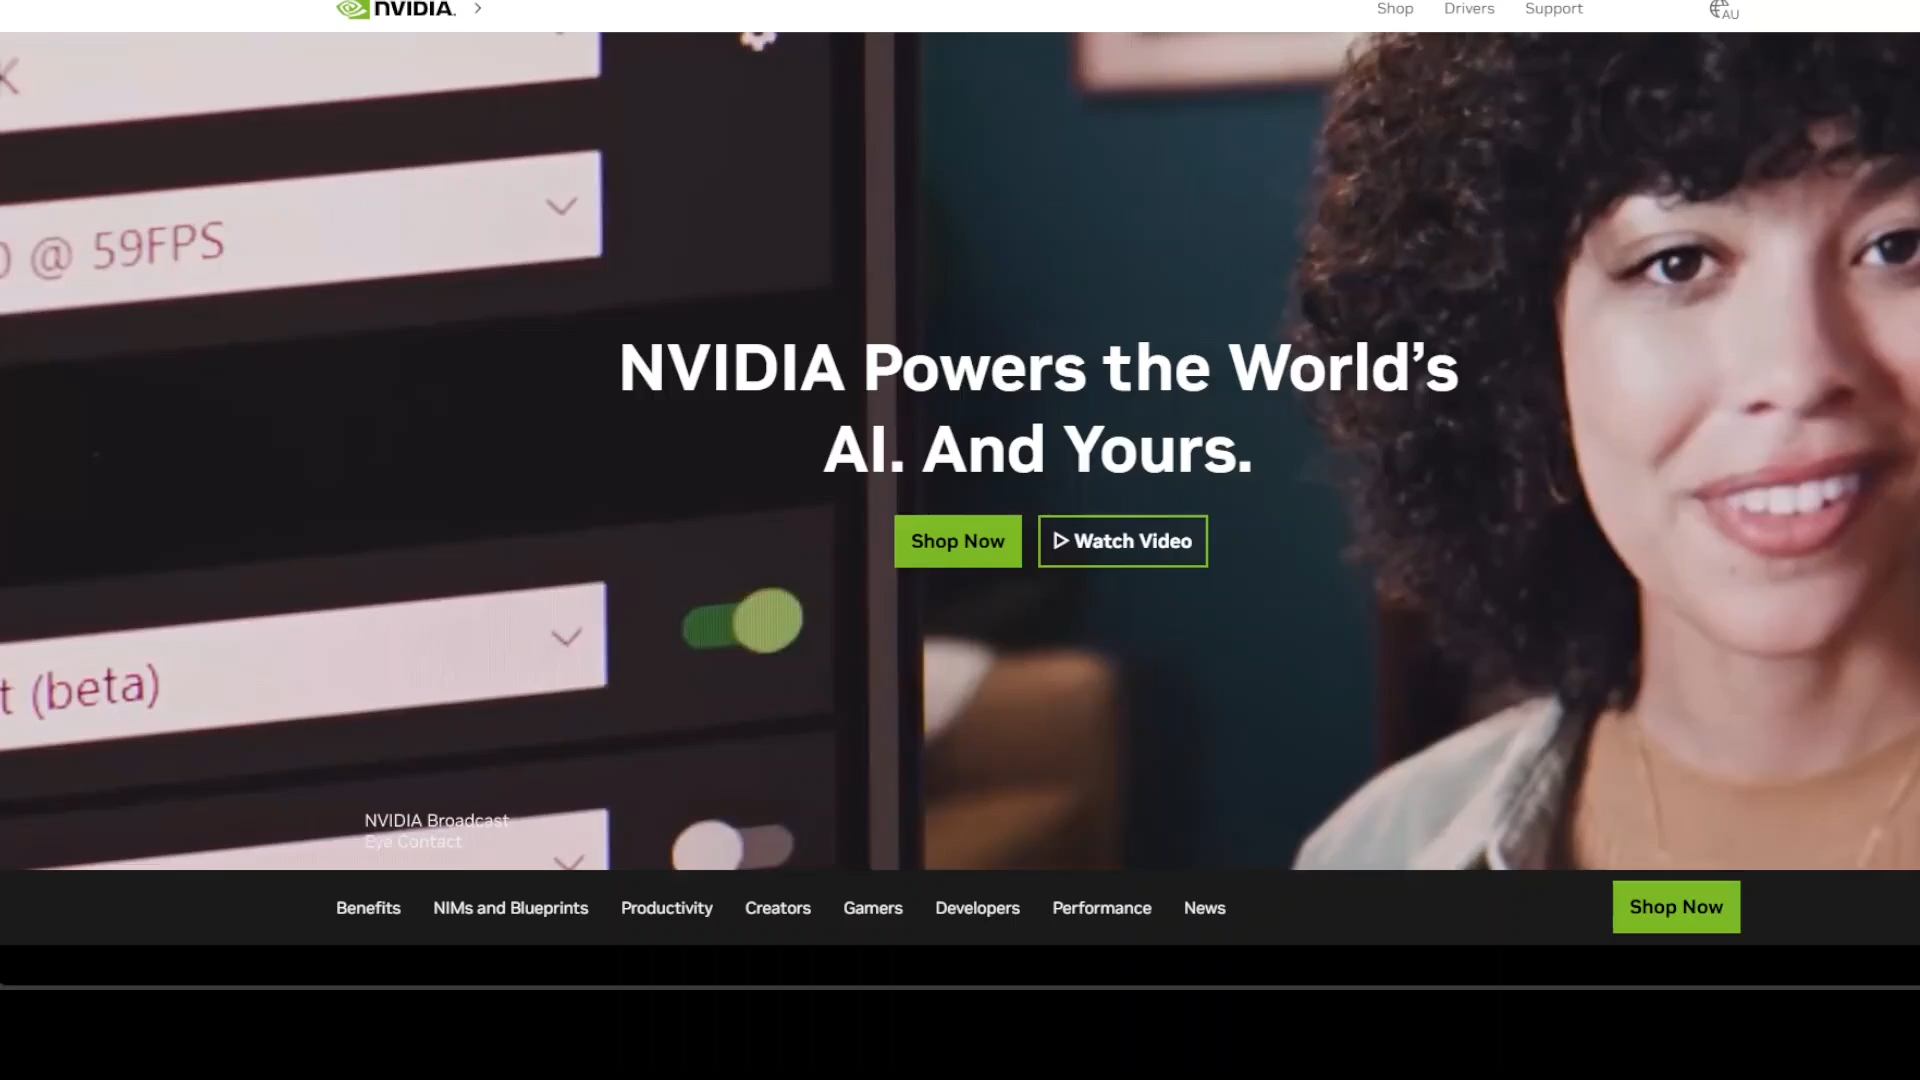 NVIDIA.
Shop Drivers Support AU
K
@ 59FPS
NVIDIA Powers the World’s
AI. And Yours.
Shop Now Watch Video
t (beta)
NVIDIA Broadcast
Eye Contact
Benefits NIMs and Blueprints Productivity Creators Gamers Developers Performance News Shop Now